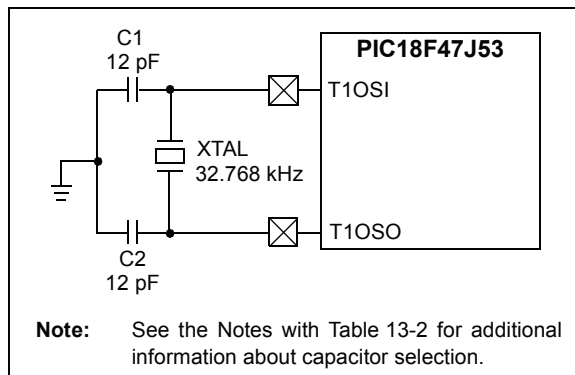 C1
12 pF
PIC18F47J53
T1OSI
XTAL
32.768 kHz
T1OSO
C2
12 pF
Note: See the Notes with Table 13-2 for additional
information about capacitor selection.